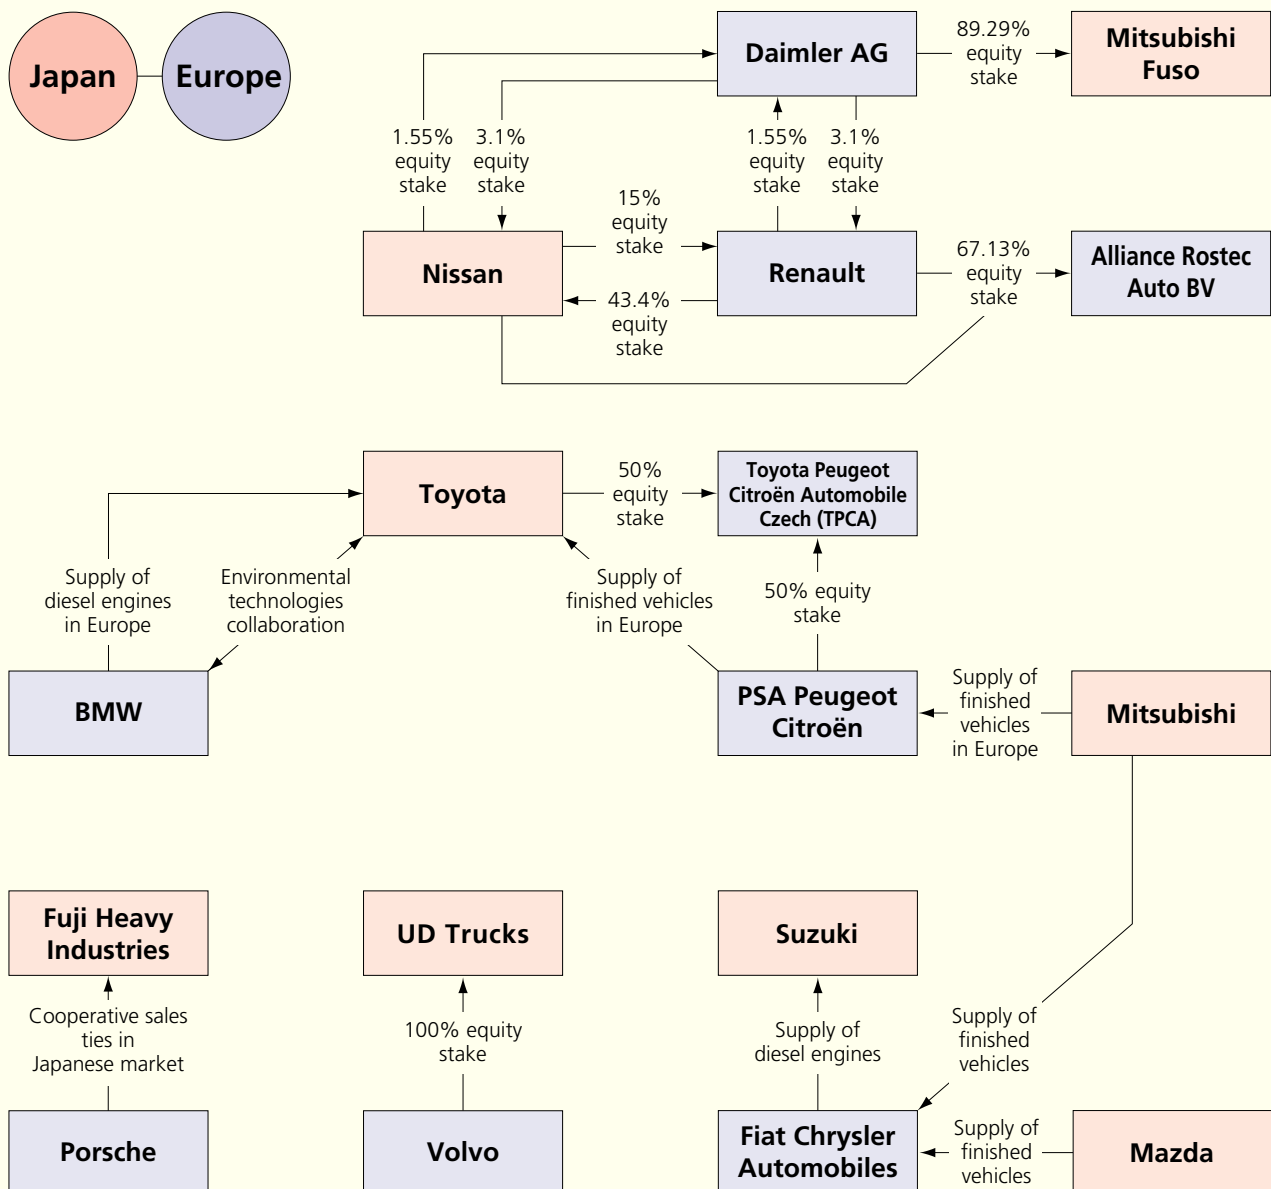 Japan
Europe
Daimler AG
89.29%
equity
stake
Mitsubishi
Fuso
1.55%
equity
stake
3.1%
equity
stake
1.55%
equity
stake
3.1%
equity
stake
15%
equity
stake
Nissan
Renault
67.13%
equity
stake
Alliance Rostec
Auto BV
43.4%
equity
stake
Toyota
50%
equity
stake
Toyota Peugeot
Citroën Automobile
Czech (TPCA)
Supply of
diesel engines
in Europe
Environmental
technologies
collaboration
Supply of
finished vehicles
in Europe
50% equity
stake
BMW
PSA Peugeot
Citroën
Supply of
finished
vehicles
in Europe
Mitsubishi
Fuji Heavy
Industries
UD Trucks
Suzuki
Cooperative sales
ties in
Japanese market
100% equity
stake
Supply of
diesel engines
Supply of
finished
vehicles
Porsche
Volvo
Fiat Chrysler
Automobiles
Supply of
finished
vehicles
Mazda